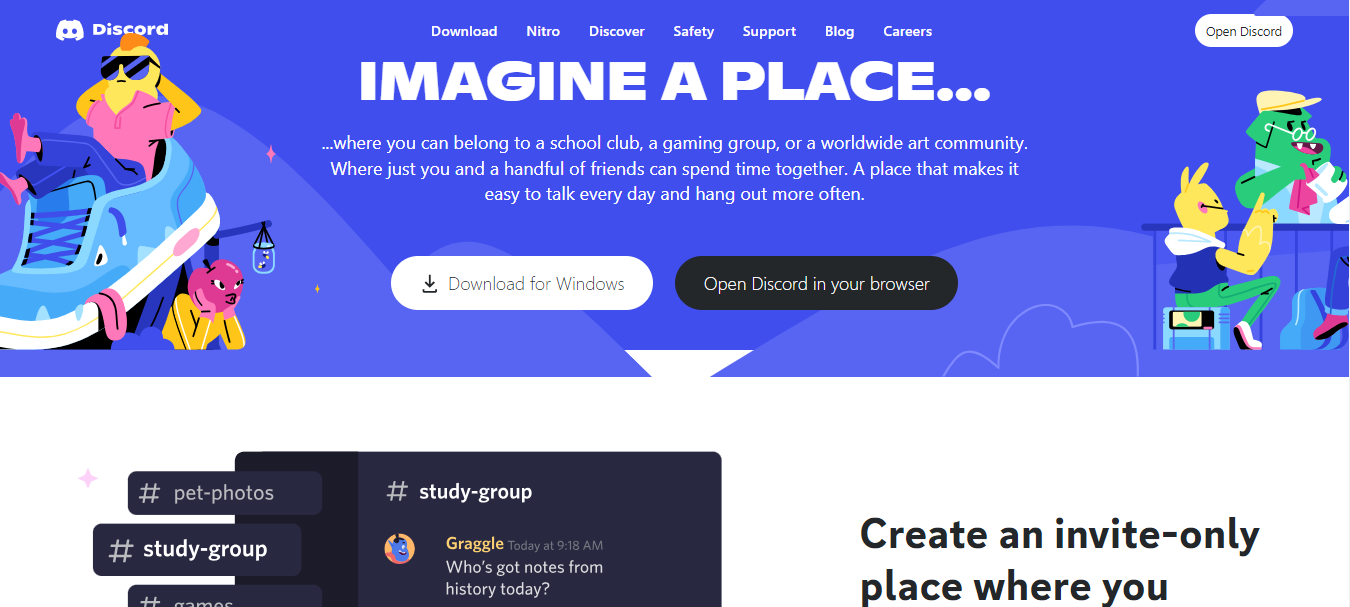 Discord
Download Nitro Discover Safety Support Blog Careers
Open Discord
IMAGINE A PLACE...
...where you can belong to a school club, a gaming group, or a worldwide art community.
Where just you and a handful of friends can spend time together. A place that makes it
easy to talk every day and hang out more often.
Download for Windows
Open Discord in your browser
# pet-photos
# study-group
# games
# study-group
Graggle Today at 9:18 AM
Who's got notes from
history today?
Create an invite-only
place where you